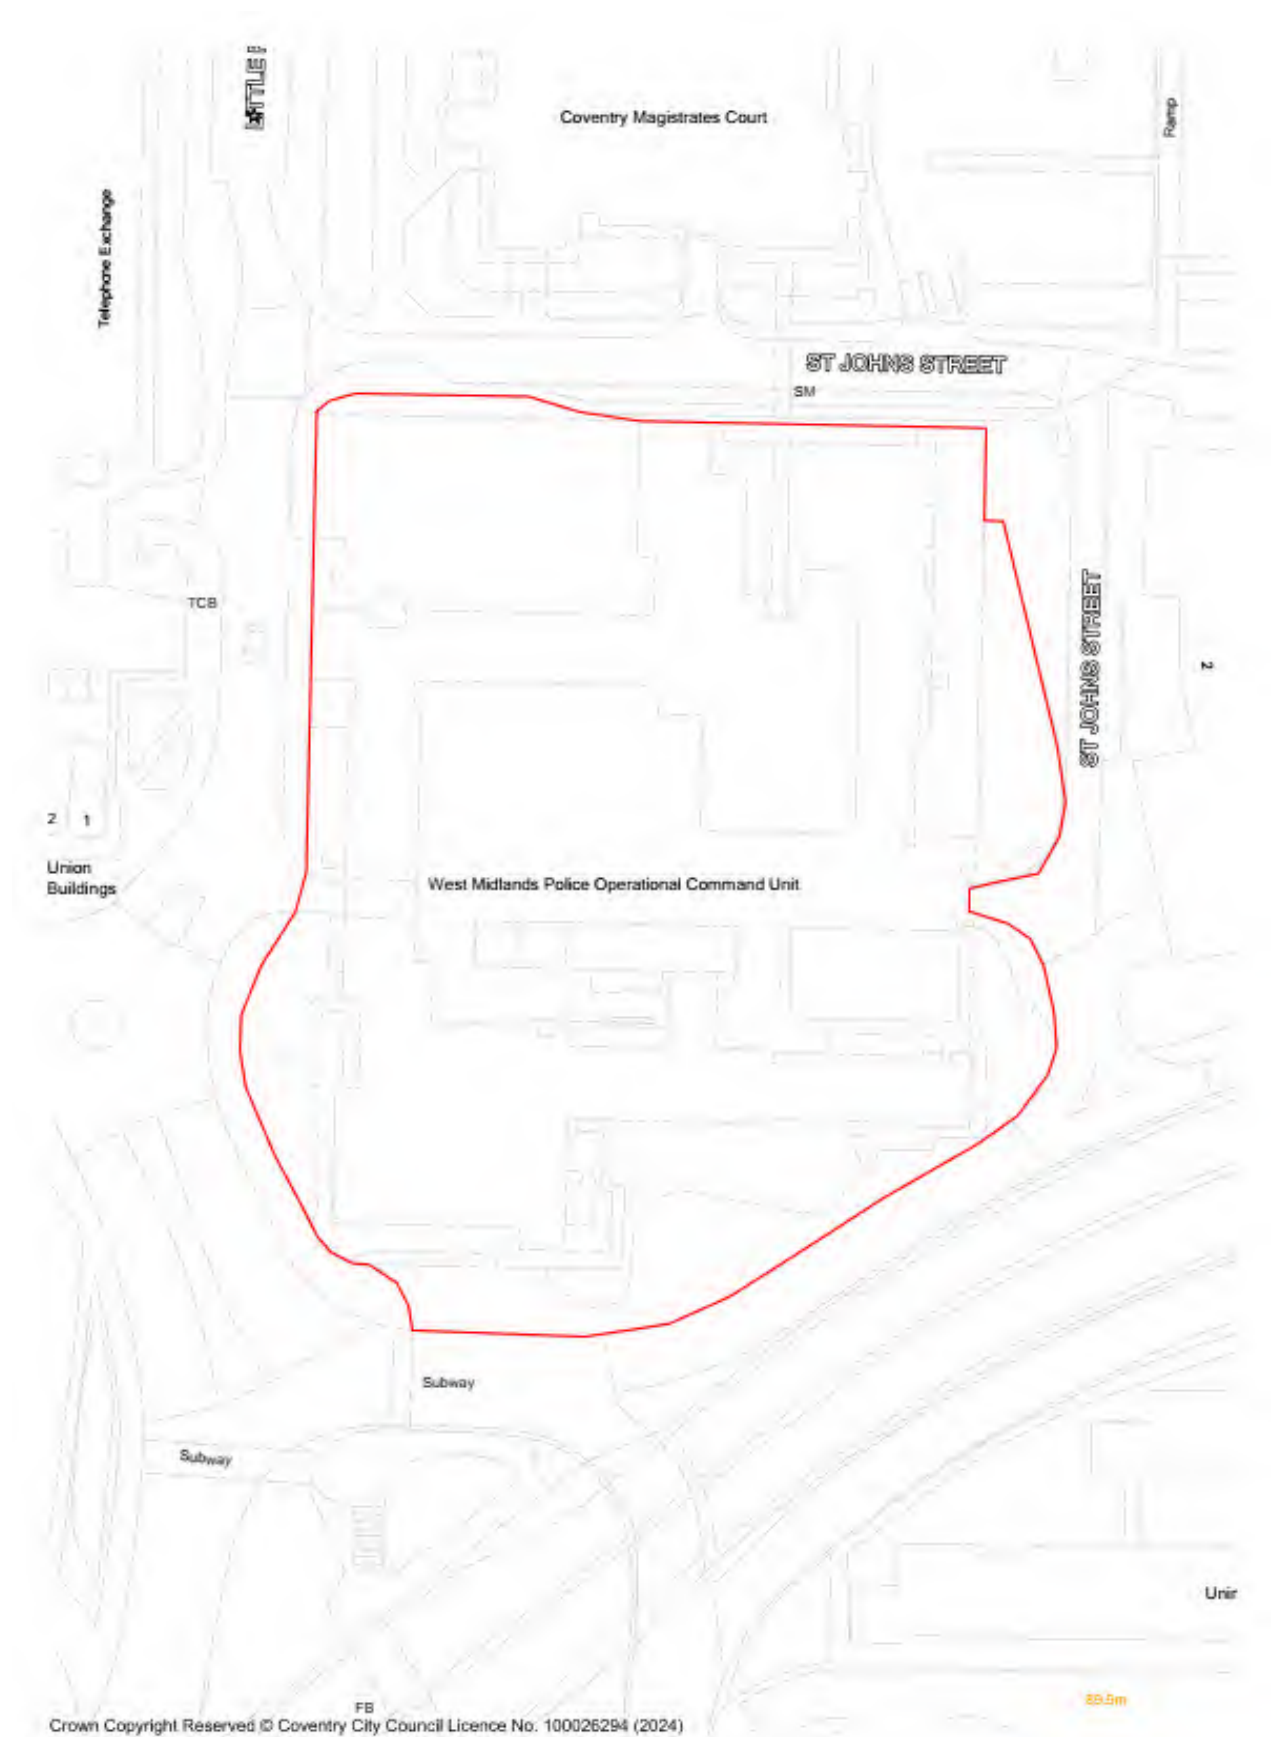 Coventry Magistrates Court
Ramp
Telephone Exchange
ST JOHNS STREET
SM
ST JOHNS STREET
TCB
2
2
1
Union
Buildings
West Midlands Police Operational Command Unit
Subway
Subway
89.5m
FB
Crown Copyright Reserved © Coventry City Council Licence No. 100026294 (2024)